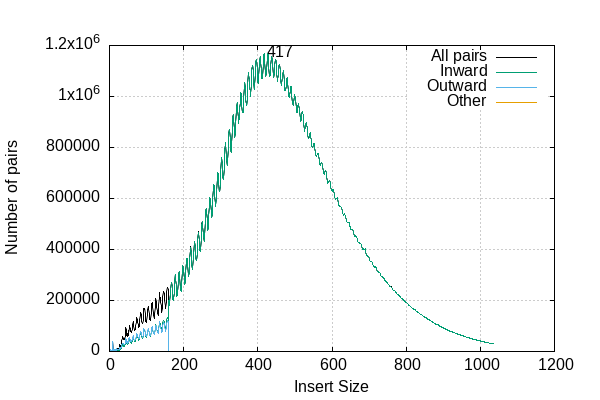 417
All pairs
Inward
Outward
Other
Number of pairs
1.2x10⁶
1x10⁶
800000
600000
400000
200000
0
0 200 400 600 800 1000 1200
Insert Size